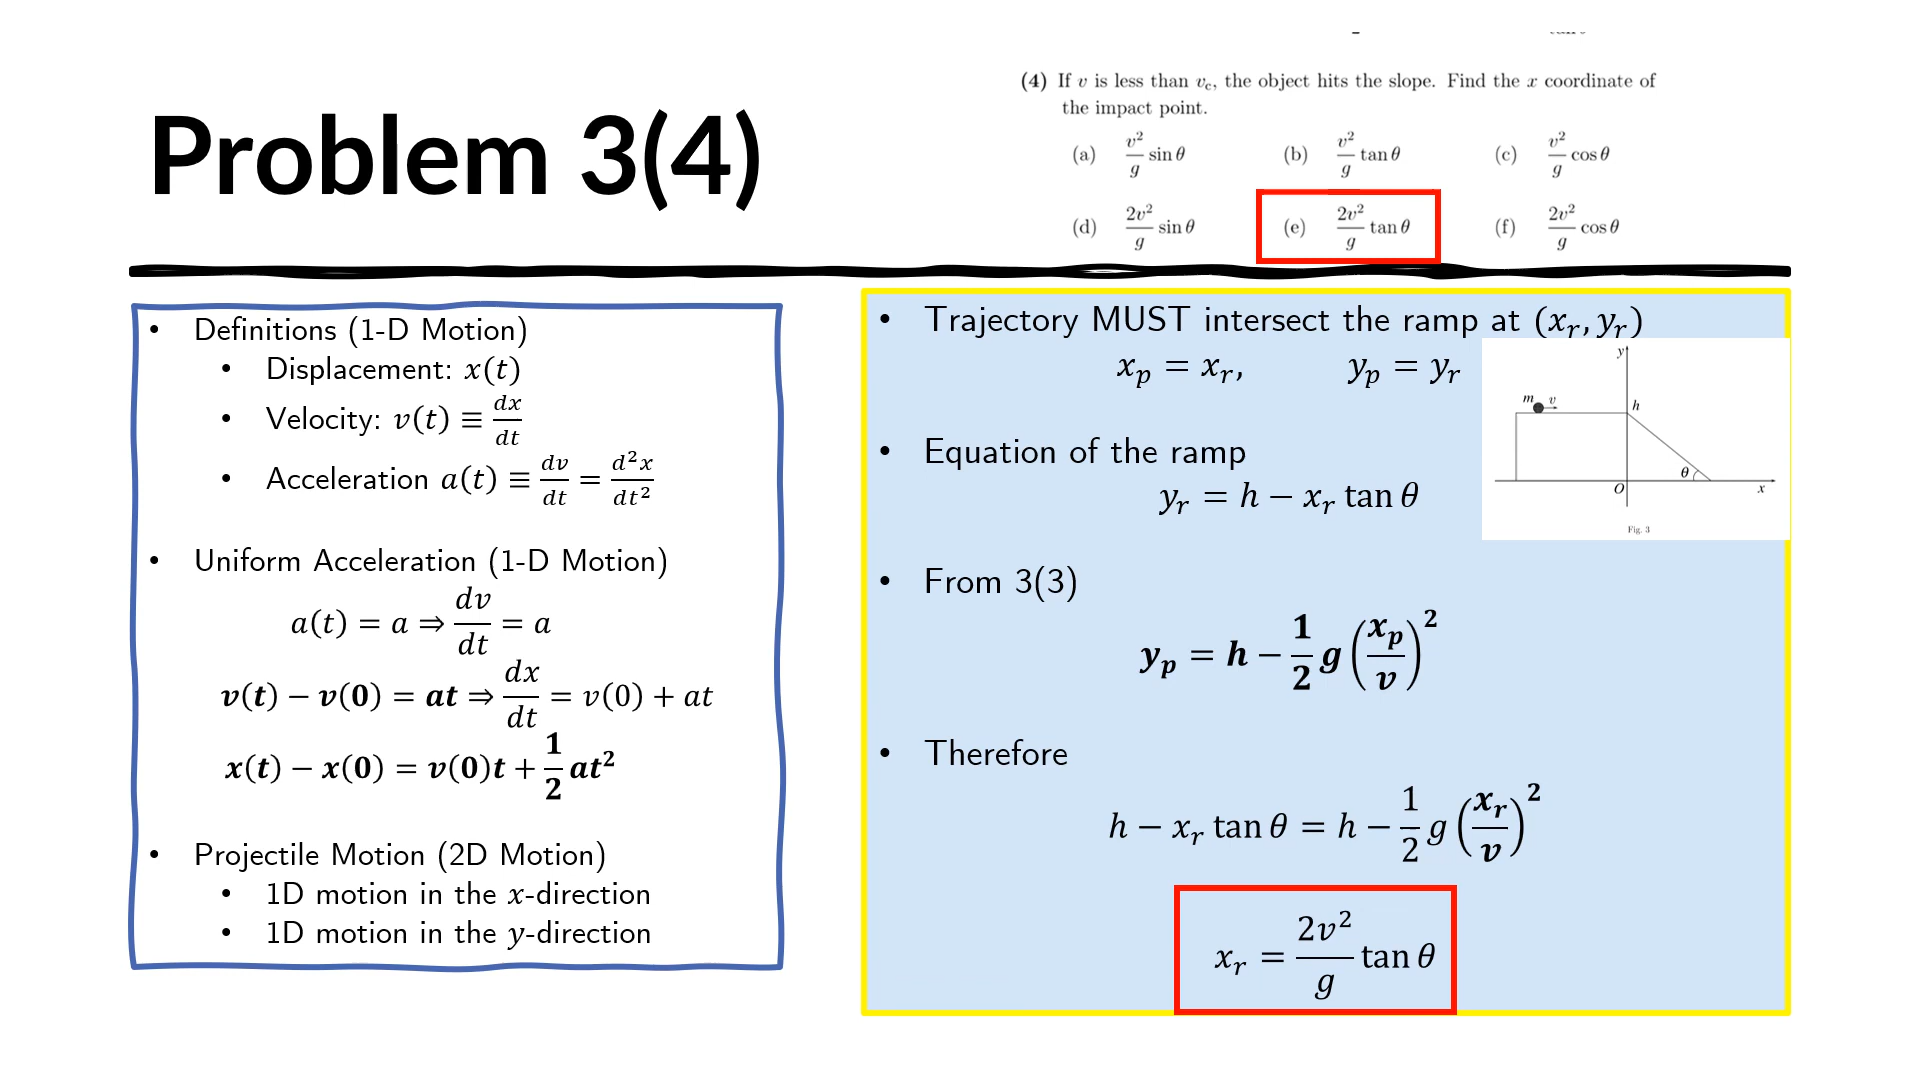 Problem 3(4)
(4) If v is less than v_c, the object hits the slope. Find the x coordinate of
the impact point.
(a) v²/g sin θ (b) v²/g tan θ (c) v²/g cos θ
(d) 2v²/g sin θ (e) 2v²/g tan θ (f) 2v²/g cos θ
• Definitions (1-D Motion)
• Displacement: x(t)
• Velocity: v(t) ≡ dx/dt
• Acceleration a(t) ≡ dv/dt = d²x/dt²
• Uniform Acceleration (1-D Motion)
a(t) = a ⇒ dv/dt = a
v(t) − v(0) = at ⇒ dx/dt = v(0) + at
x(t) − x(0) = v(0)t + 1/2 at²
• Projectile Motion (2D Motion)
• 1D motion in the x-direction
• 1D motion in the y-direction
• Trajectory MUST intersect the ramp at (x_r, y_r)
x_p = x_r, y_p = y_r
• Equation of the ramp
y_r = h − x_r tan θ
• From 3(3)
y_p = h − 1/2 g (x_p/v)²
• Therefore
h − x_r tan θ = h − 1/2 g (x_r/v)²
x_r = 2v²/g tan θ
y
m v
h
θ
O
x
Fig. 3